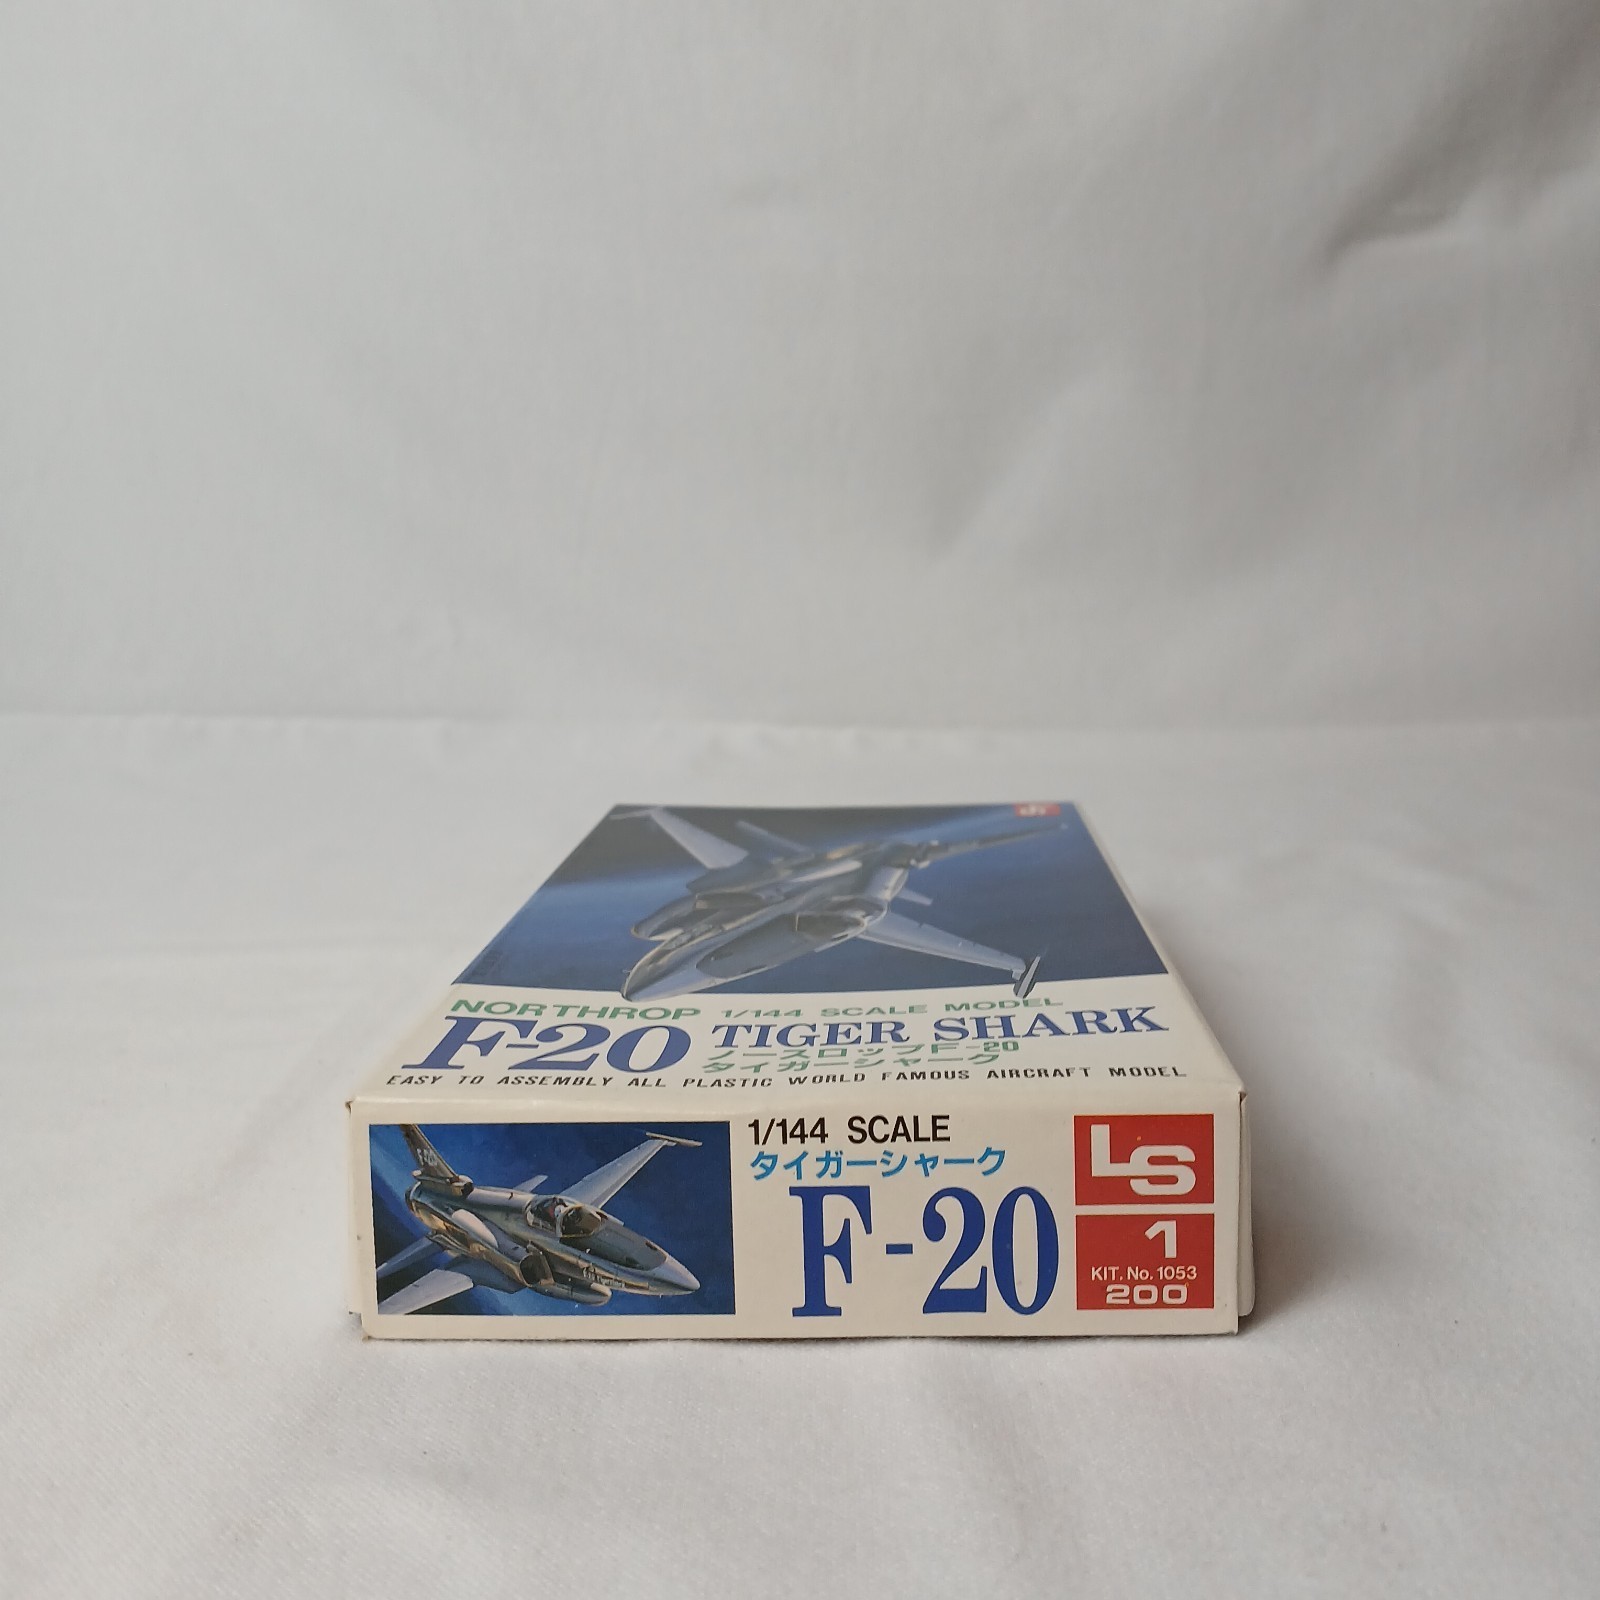 NORTHROP 1/144 SCALE MODEL
F-20 TIGER SHARK
ノースロップF-20
タイガーシャーク
EASY TO ASSEMBLY ALL PLASTIC WORLD FAMOUS AIRCRAFT MODEL
1/144 SCALE
タイガーシャーク
F-20
LS
1
KIT. No. 1053
200
F-20